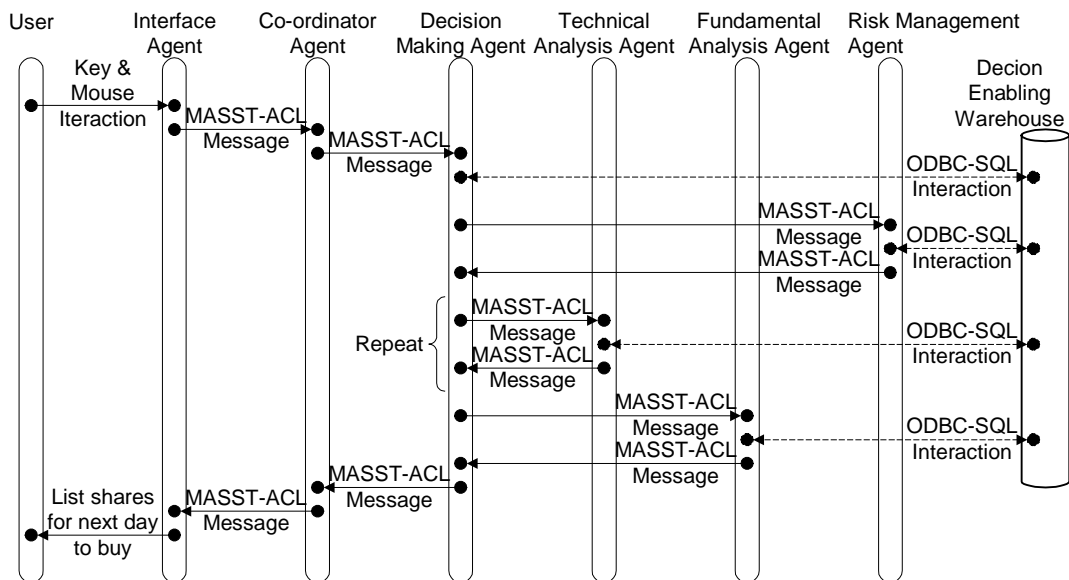 User
Interface
Agent
Co-ordinator
Agent
Decision
Making Agent
Technical
Analysis Agent
Fundamental
Analysis Agent
Risk Management
Agent
Decion
Enabling
Warehouse
Key &
Mouse
Iteraction
MASST-ACL
Message
MASST-ACL
Message
ODBC-SQL
Interaction
MASST-ACL
Message
ODBC-SQL
Interaction
MASST-ACL
Message
Repeat
MASST-ACL
Message
ODBC-SQL
Interaction
MASST-ACL
Message
MASST-ACL
Message
ODBC-SQL
Interaction
MASST-ACL
Message
MASST-ACL
Message
MASST-ACL
Message
List shares
for next day
to buy